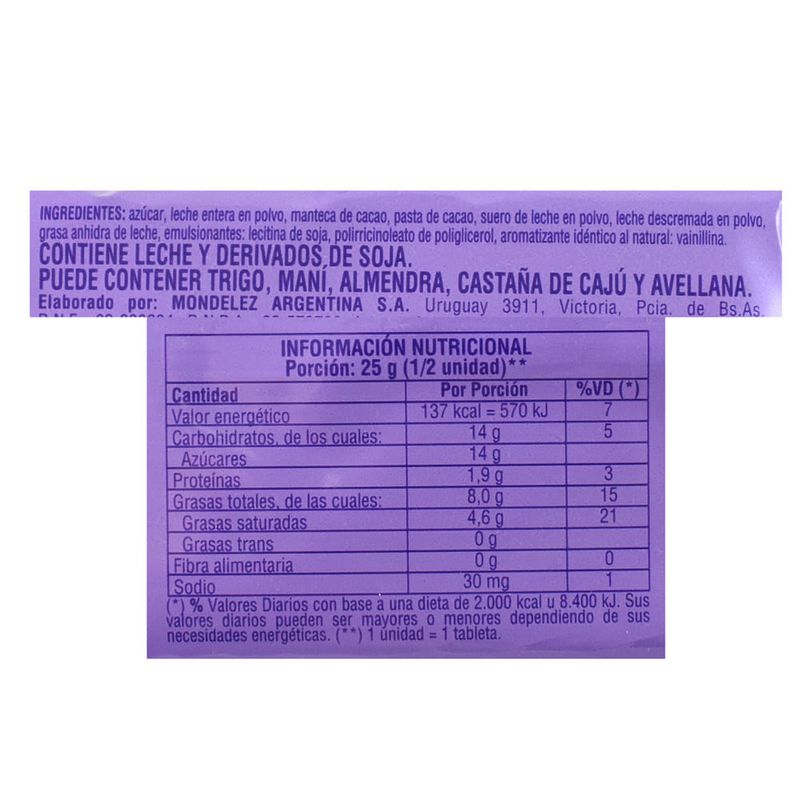 INGREDIENTES: azúcar, leche entera en polvo, manteca de cacao, pasta de cacao, suero de leche en polvo, leche descremada en polvo,
grasa anhidra de leche, emulsionantes: lecitina de soja, polirricinoleato de poliglicerol, aromatizante idéntico al natural: vainillina.
CONTIENE LECHE Y DERIVADOS DE SOJA.
PUEDE CONTENER TRIGO, MANÍ, ALMENDRA, CASTAÑA DE CAJÚ Y AVELLANA.
Elaborado por: MONDELEZ ARGENTINA S.A. Uruguay 3911, Victoria, Pcia. de Bs.As.
INFORMACIÓN NUTRICIONAL
Porción: 25 g (1/2 unidad)**
Cantidad Por Porción %VD (*)
Valor energético 137 kcal = 570 kJ 7
Carbohidratos, de los cuales: 14 g 5
Azúcares 14 g
Proteínas 1,9 g 3
Grasas totales, de las cuales: 8,0 g 15
Grasas saturadas 4,6 g 21
Grasas trans 0 g
Fibra alimentaria 0 g 0
Sodio 30 mg 1
(*) % Valores Diarios con base a una dieta de 2.000 kcal u 8.400 kJ. Sus
valores diarios pueden ser mayores o menores dependiendo de sus
necesidades energéticas. (**) 1 unidad = 1 tableta.